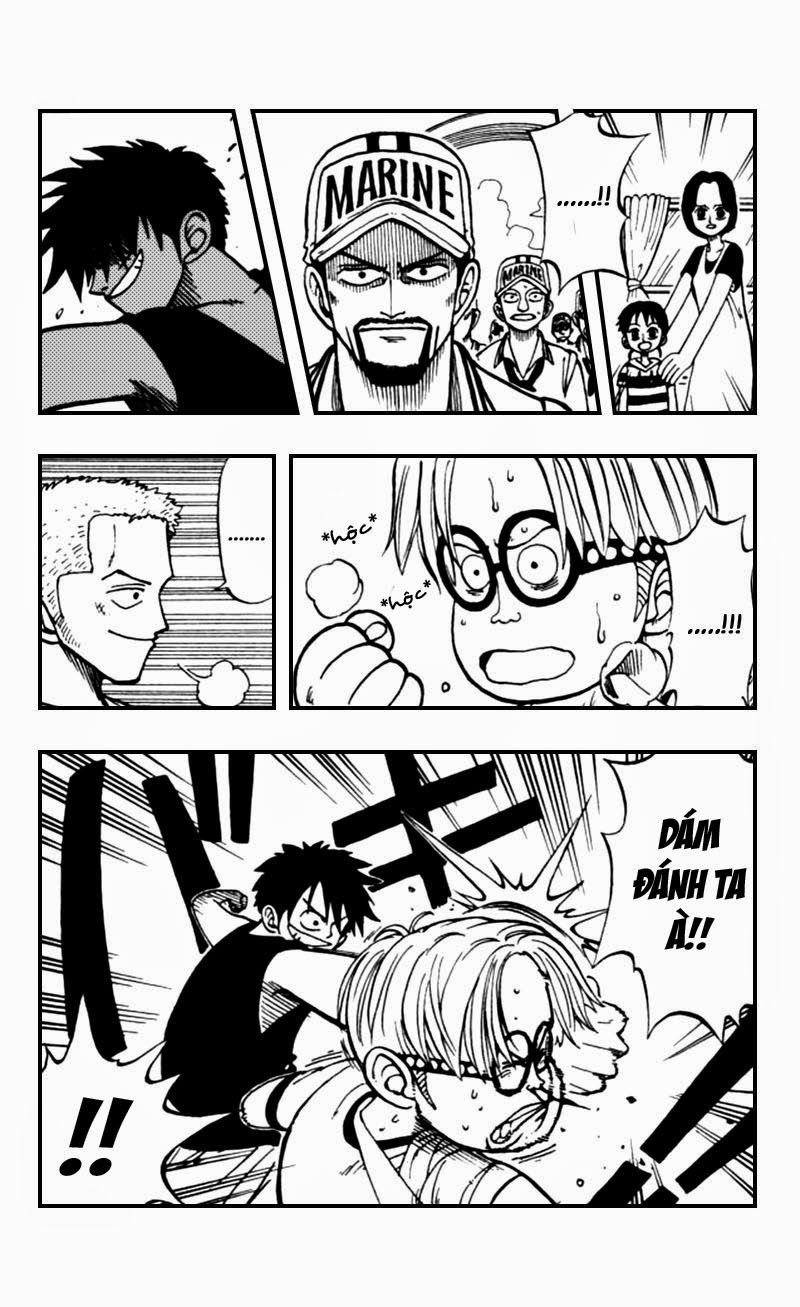 MARINE
MARINE
......!!
........
*hộc*
*hộc*
.....!!!
DÁM
ĐÁNH TA
À!!
!!